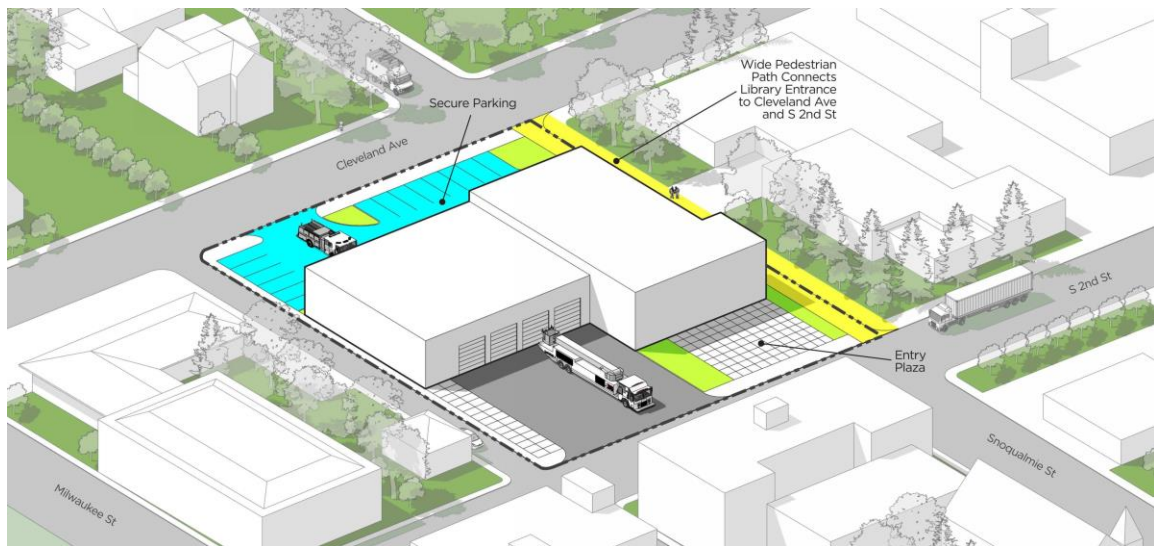 Wide Pedestrian
Path Connects
Library Entrance
to Cleveland Ave
and S 2nd St
Secure Parking
Cleveland Ave
S 2nd St
Entry
Plaza
Snoqualmie St
Milwaukee St